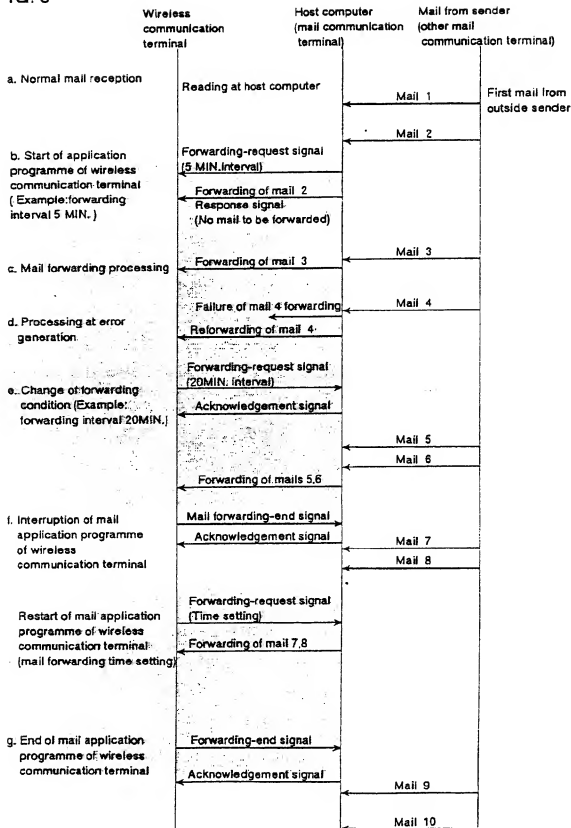 Wireless
communication
terminal
Host computer
(mail communication
terminal)
Mail from sender
(other mail
communication terminal)
a. Normal mail reception
Reading at host computer
Mail 1
First mail from
outside sender
Mail 2
b. Start of application
programme of wireless
communication terminal
( Example:forwarding
interval 5 MIN. )
Forwarding-request signal
(5 MIN.interval)
Forwarding of mail 2
Response signal
(No mail to be forwarded)
Mail 3
c. Mail forwarding processing
Forwarding of mail 3
Mail 4
Failure of mail 4 forwarding
d. Processing at error
generation
Reforwarding of mail 4
Forwarding-request signal
(20MIN. interval)
e. Change of forwarding
condition (Example:
forwarding interval 20MIN.)
Acknowledgement signal
Mail 5
Mail 6
Forwarding of mails 5,6
f. Interruption of mail
application programme
of wireless
communication terminal
Mail forwarding-end signal
Acknowledgement signal
Mail 7
Mail 8
Restart of mail application
programme of wireless
communication terminal
(mail forwarding time setting)
Forwarding-request signal
(Time setting)
Forwarding of mail 7,8
g. End of mail application
programme of wireless
communication terminal
Forwarding-end signal
Acknowledgement signal
Mail 9
Mail 10